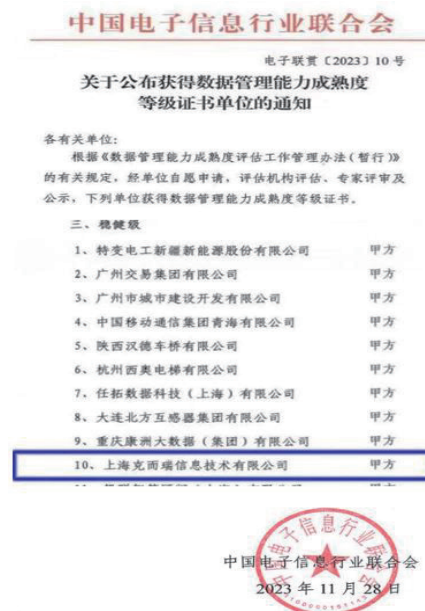 中国电子信息行业联合会
电子联贯〔2023〕10 号
关于公布获得数据管理能力成熟度
等级证书单位的通知
各有关单位:
根据《数据管理能力成熟度评估工作管理办法(暂行)》
的有关规定,经单位自愿申请,评估机构评估、专家评审及
公示,下列单位获得数据管理能力成熟度等级证书。
三、稳健级
1、特变电工新疆新能源股份有限公司 甲方
2、广州交易集团有限公司 甲方
3、广州市城市建设开发有限公司 甲方
4、中国移动通信集团青海有限公司 甲方
5、陕西汉德车桥有限公司 甲方
6、杭州西奥电梯有限公司 甲方
7、任拓数据科技(上海)有限公司 甲方
8、大连北方互感器集团有限公司 甲方
9、重庆康洲大数据(集团)有限公司 甲方
10、上海克而瑞信息技术有限公司 甲方
中国电子信息行业联合会
2023 年 11 月 28 日